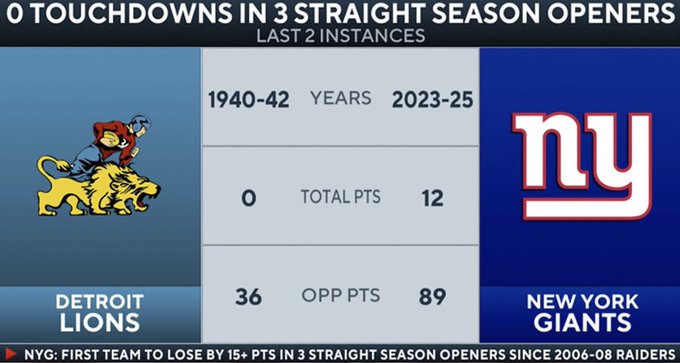 0 TOUCHDOWNS IN 3 STRAIGHT SEASON OPENERS
LAST 2 INSTANCES
1940-42 YEARS 2023-25
0 TOTAL PTS 12
36 OPP PTS 89
DETROIT
LIONS
ny
NEW YORK
GIANTS
NYG: FIRST TEAM TO LOSE BY 15+ PTS IN 3 STRAIGHT SEASON OPENERS SINCE 2006-08 RAIDERS